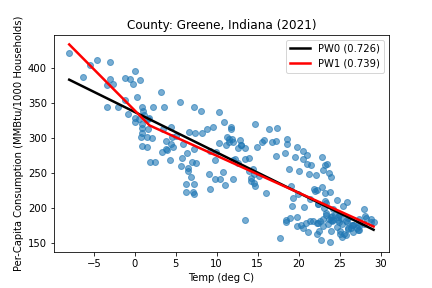 County: Greene, Indiana (2021)
PW0 (0.726)
PW1 (0.739)
Per-Capita Consumption (MMBtu/1000 Households)
400
350
300
250
200
150
−5 0 5 10 15 20 25 30
Temp (deg C)